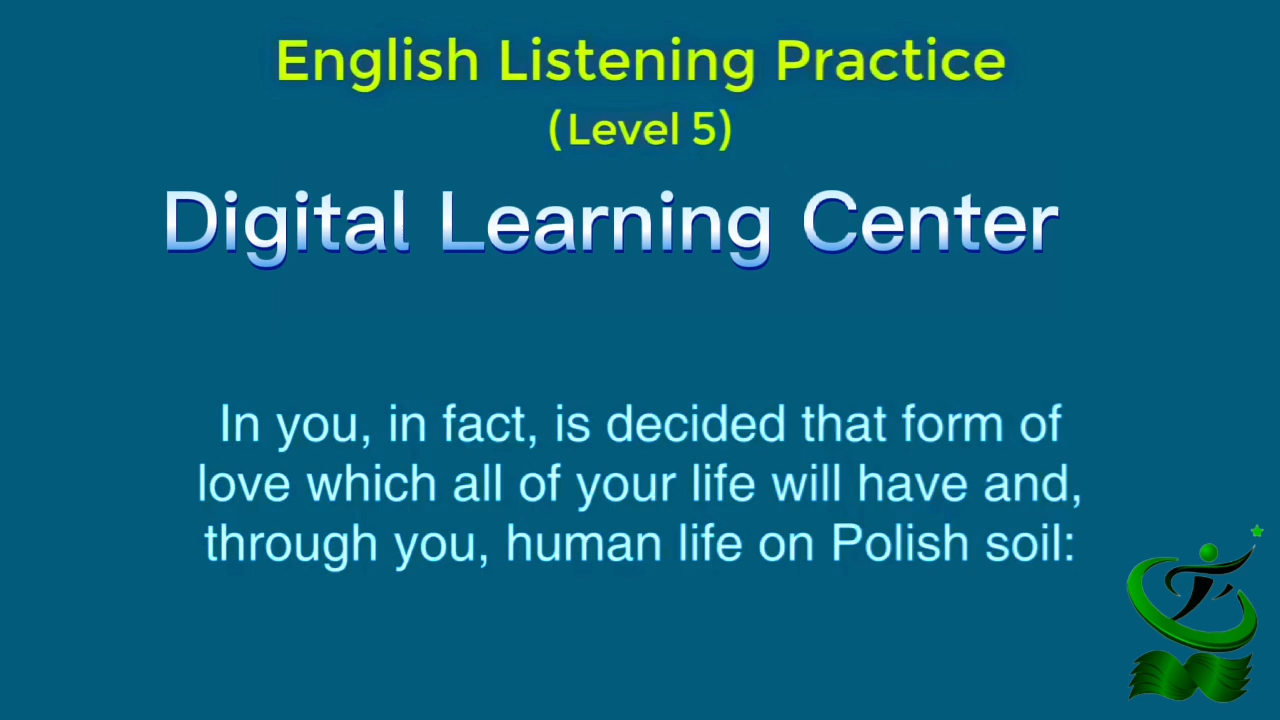 English Listening Practice
(Level 5)
Digital Learning Center
In you, in fact, is decided that form of
love which all of your life will have and,
through you, human life on Polish soil: